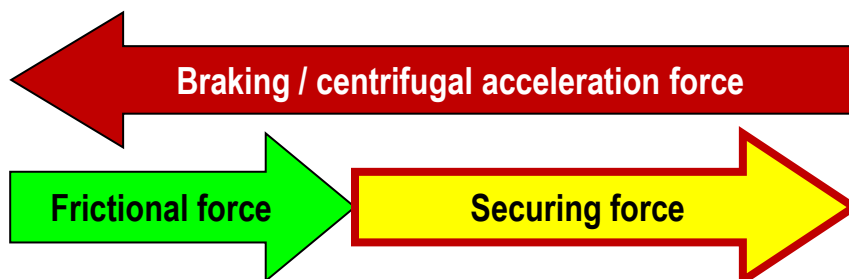 Braking / centrifugal acceleration force
Frictional force
Securing force